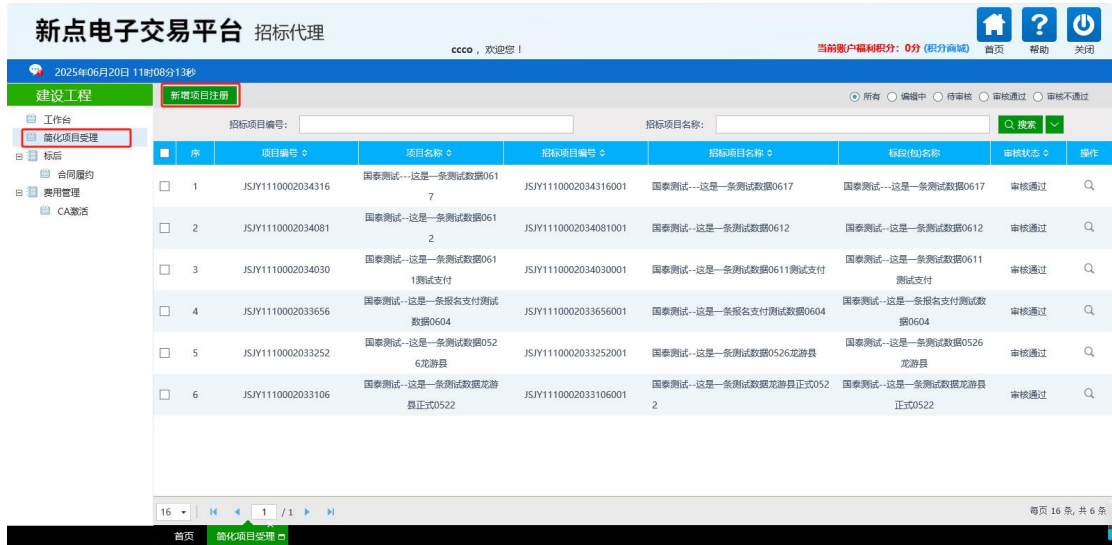 新点电子交易平台 招标代理
ccco，欢迎您！
当前账户福利积分：0分 (积分商城) 首页 帮助 关闭
2025年06月20日 11时08分13秒
建设工程 新增项目注册 所有 编辑中 待审核 审核通过 审核不通过
工作台
招标项目编号： 招标项目名称： 搜索
简化项目受理
标后
合同履约
费用管理
CA激活
序 项目编号 项目名称 招标项目编号 招标项目名称 标段(包)名称 审核状态 操作
1 JSJY1110002034316 国泰测试---这是一条测试数据061
7 JSJY1110002034316001 国泰测试---这是一条测试数据0617 国泰测试---这是一条测试数据0617 审核通过
2 JSJY1110002034081 国泰测试--这是一条测试数据061
2 JSJY1110002034081001 国泰测试--这是一条测试数据0612 国泰测试--这是一条测试数据0612 审核通过
3 JSJY1110002034030 国泰测试--这是一条测试数据061
1测试支付 JSJY1110002034030001 国泰测试--这是一条测试数据0611测试支付 国泰测试--这是一条测试数据0611
测试支付 审核通过
4 JSJY1110002033656 国泰测试--这是一条报名支付测试
数据0604 JSJY1110002033656001 国泰测试--这是一条报名支付测试数据0604 国泰测试--这是一条报名支付测试数
据0604 审核通过
5 JSJY1110002033252 国泰测试--这是一条测试数据052
6龙游县 JSJY1110002033252001 国泰测试--这是一条测试数据0526龙游县 国泰测试--这是一条测试数据0526
龙游县 审核通过
6 JSJY1110002033106 国泰测试--这是一条测试数据龙游
县正式0522 JSJY1110002033106001 国泰测试--这是一条测试数据龙游县正式052
2 国泰测试--这是一条测试数据龙游县
正式0522 审核通过
16 1 / 1 每页 16 条, 共 6 条
首页 简化项目受理